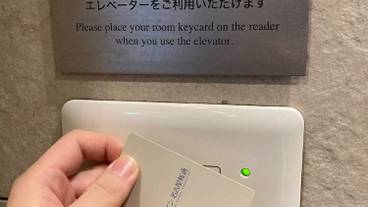 エレベーターをご利用いただけます
Please place your room keycard on the reader
when you use the elevator.